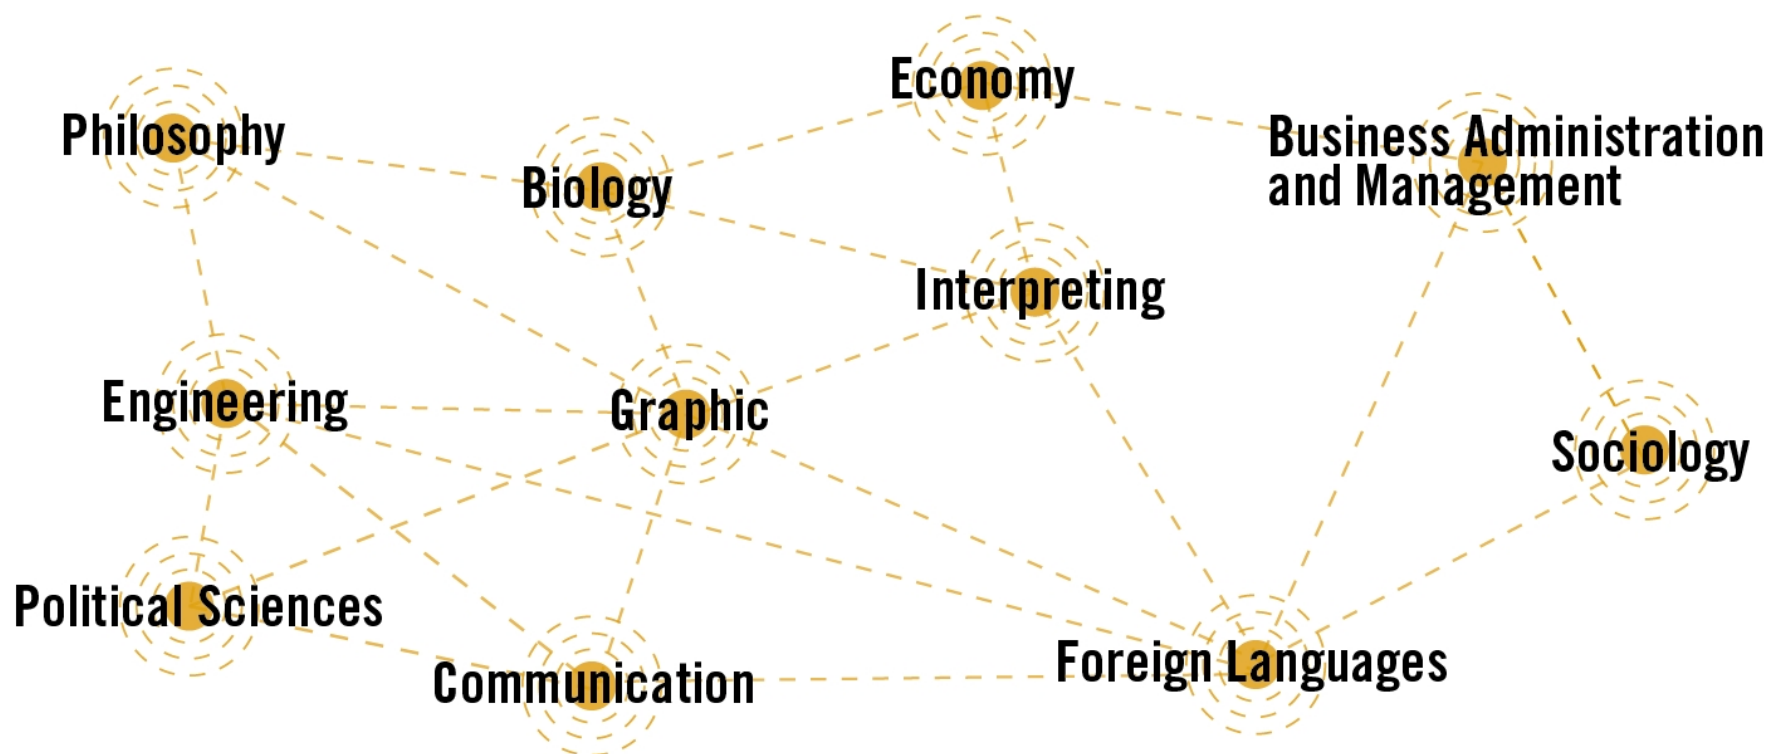 Economy
Philosophy
Business Administration
and Management
Biology
Interpreting
Engineering
Graphic
Sociology
Political Sciences
Foreign Languages
Communication